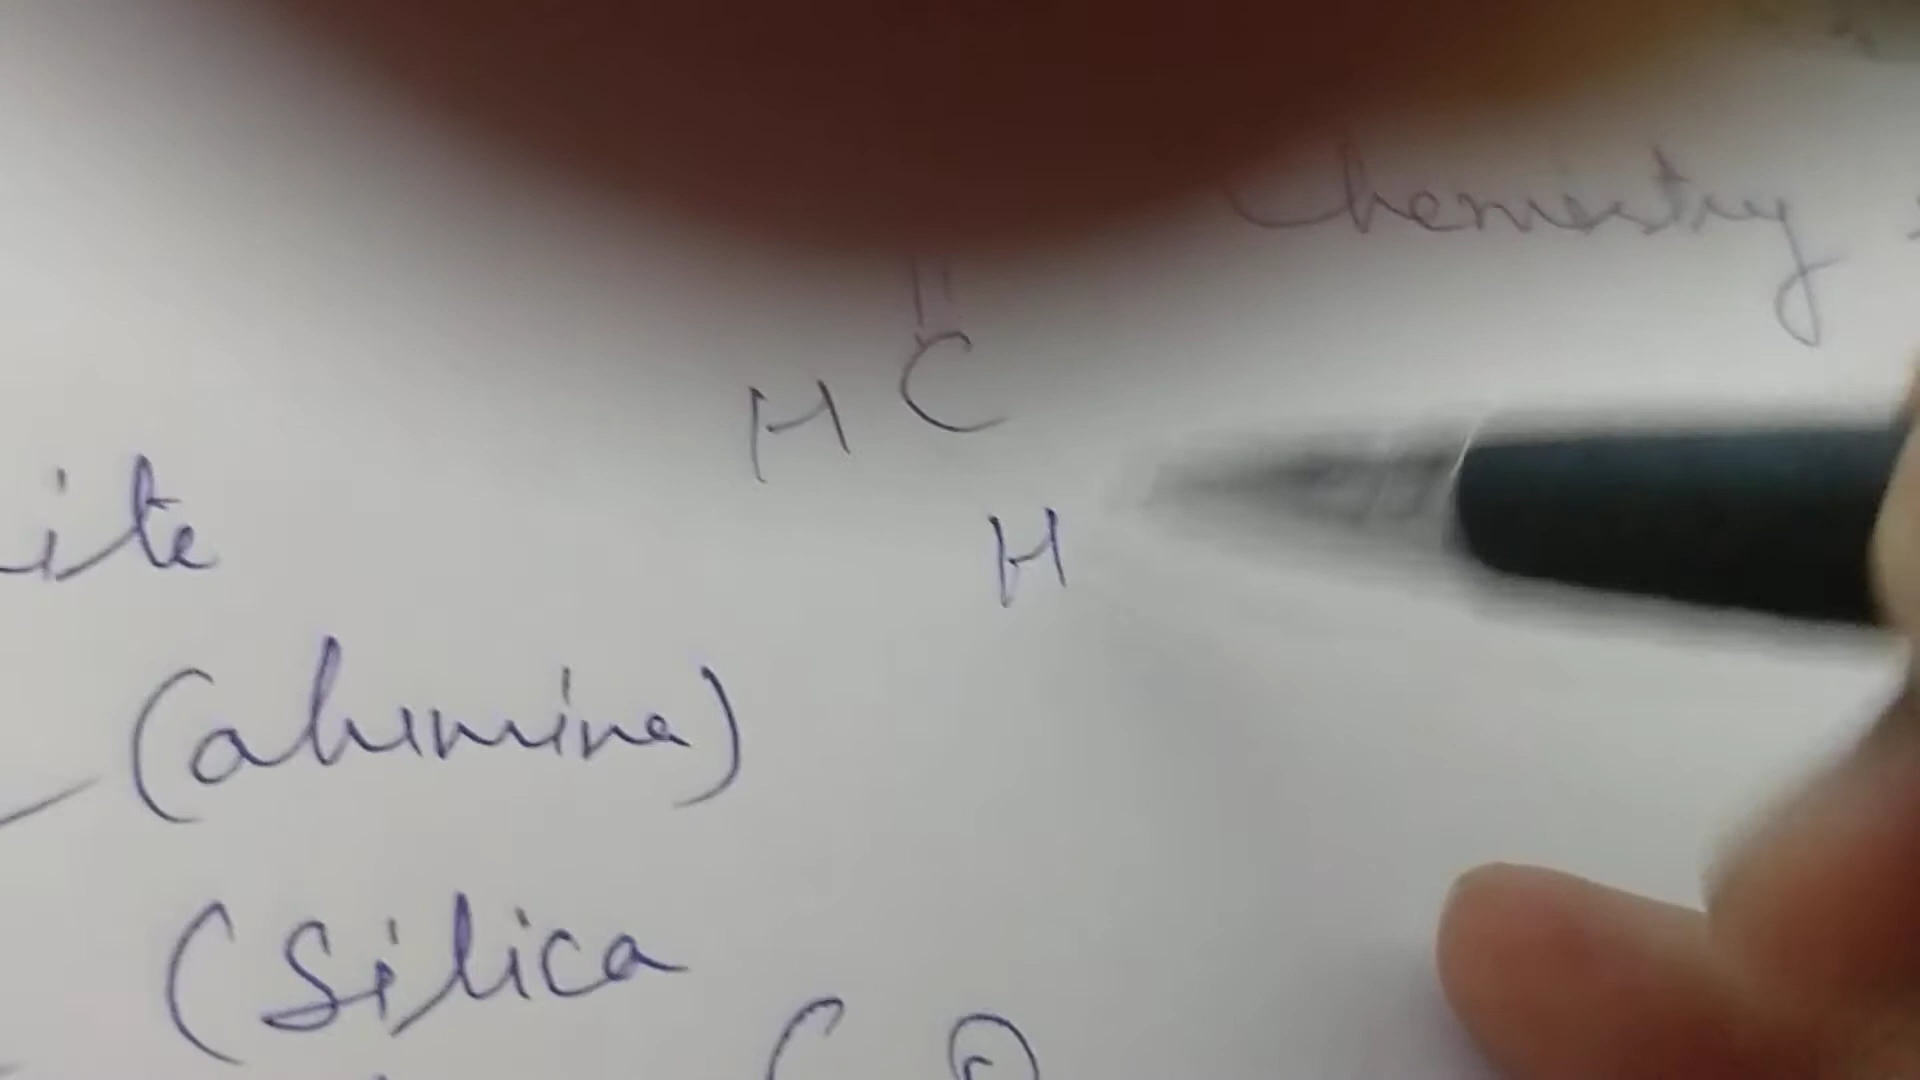 Chemistry
C
H
H
ite
(alumina)
(Silica